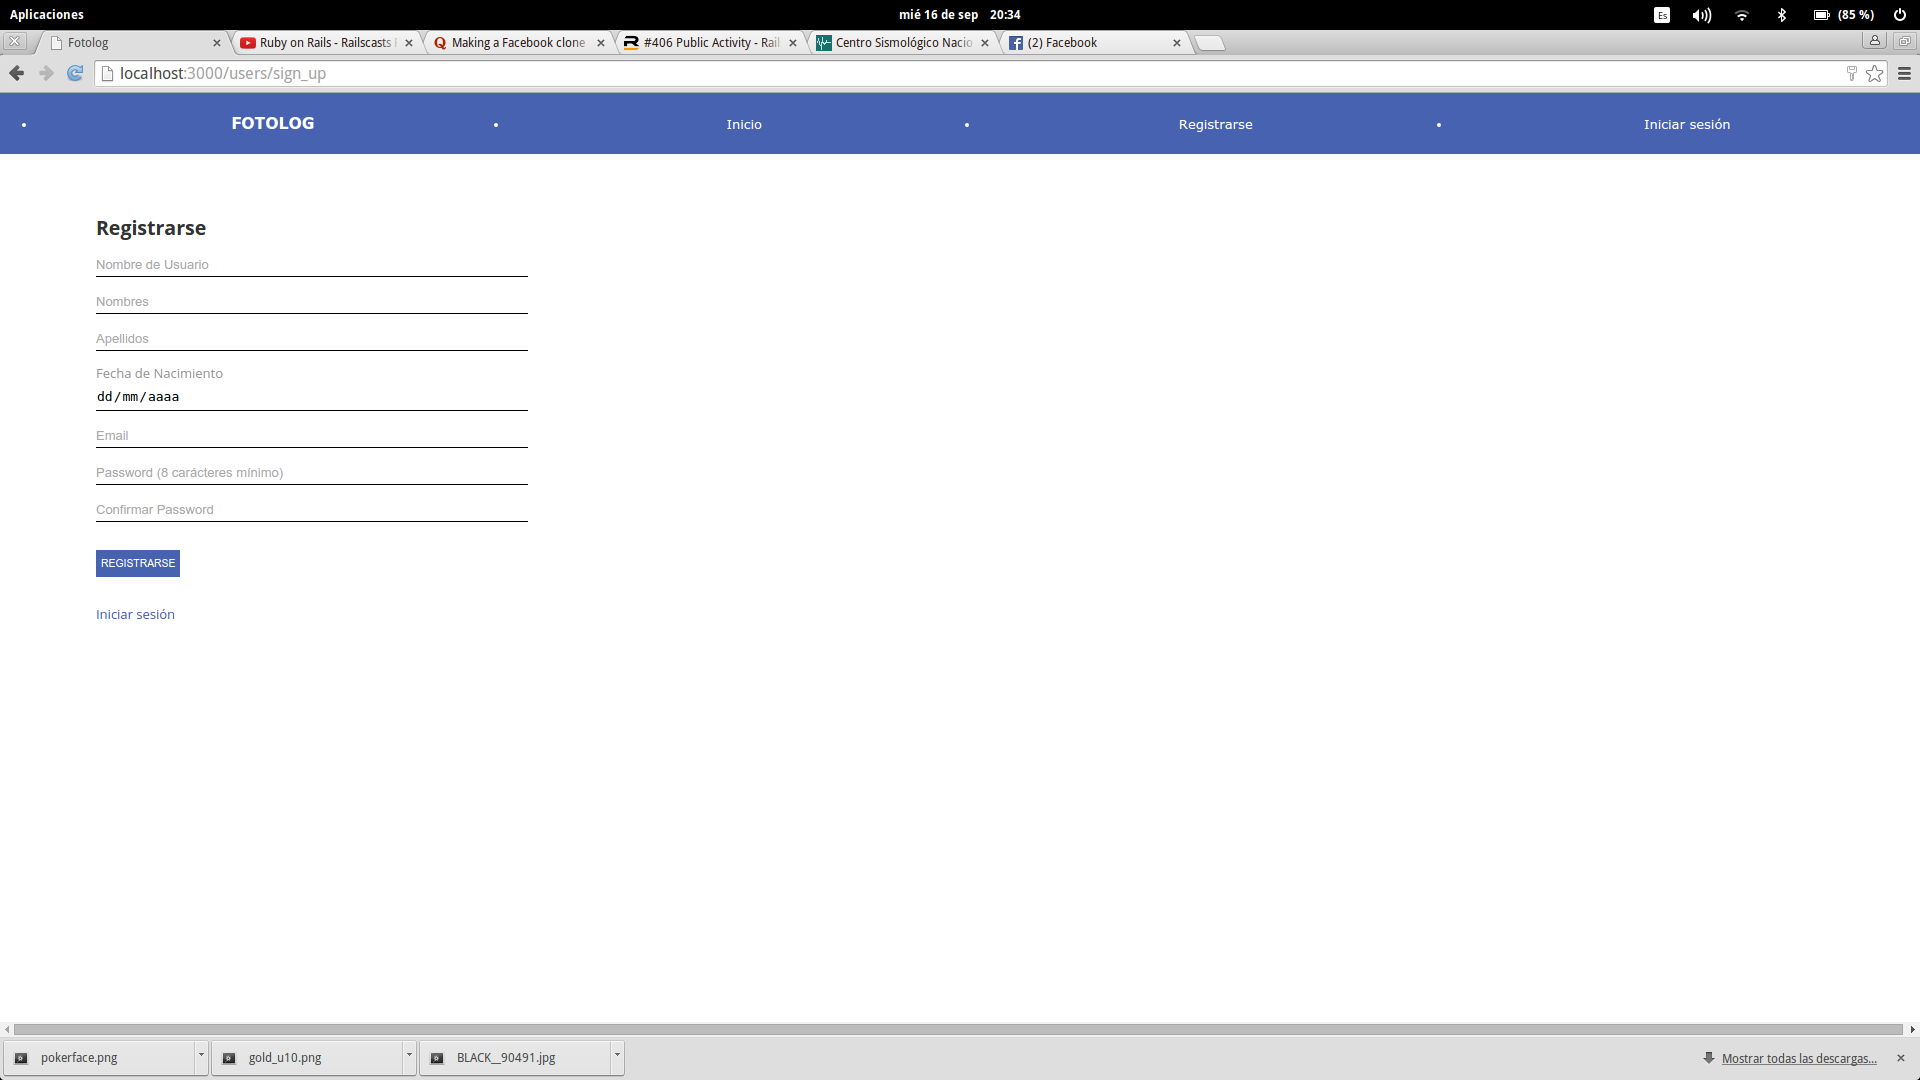 Aplicaciones
mié 16 de sep 20:34
Es
(85 %)
Fotolog
Ruby on Rails - Railscasts
Making a Facebook clone
#406 Public Activity - Rail
Centro Sismológico Nacio
(2) Facebook
localhost:3000/users/sign_up
FOTOLOG
Inicio
Registrarse
Iniciar sesión
Registrarse
Nombre de Usuario
Nombres
Apellidos
Fecha de Nacimiento
dd/mm/aaaa
Email
Password (8 carácteres mínimo)
Confirmar Password
REGISTRARSE
Iniciar sesión
pokerface.png
gold_u10.png
BLACK__90491.jpg
Mostrar todas las descargas...